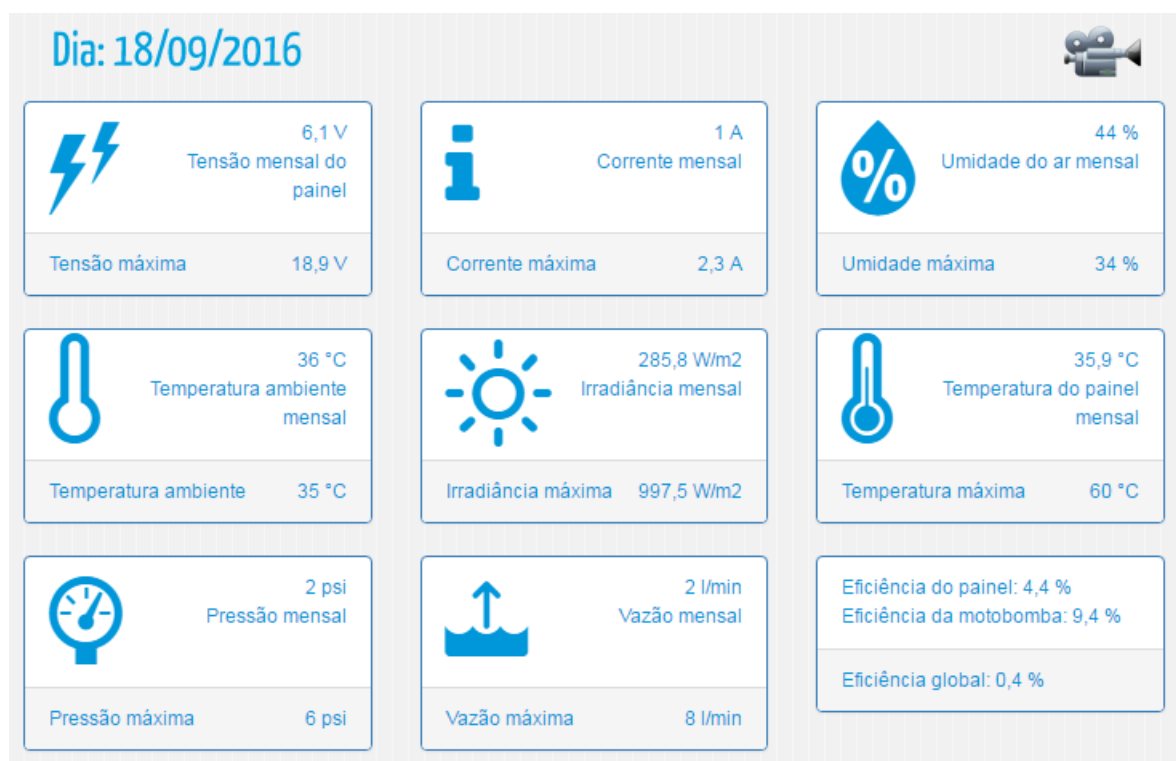 Dia: 18/09/2016
6,1 V
Tensão mensal do
painel
Tensão máxima 18,9 V
1 A
Corrente mensal
Corrente máxima 2,3 A
%
44 %
Umidade do ar mensal
Umidade máxima 34 %
36 °C
Temperatura ambiente
mensal
Temperatura ambiente 35 °C
285,8 W/m2
Irradiância mensal
Irradiância máxima 997,5 W/m2
35,9 °C
Temperatura do painel
mensal
Temperatura máxima 60 °C
2 psi
Pressão mensal
Pressão máxima 6 psi
2 l/min
Vazão mensal
Vazão máxima 8 l/min
Eficiência do painel: 4,4 %
Eficiência da motobomba: 9,4 %
Eficiência global: 0,4 %